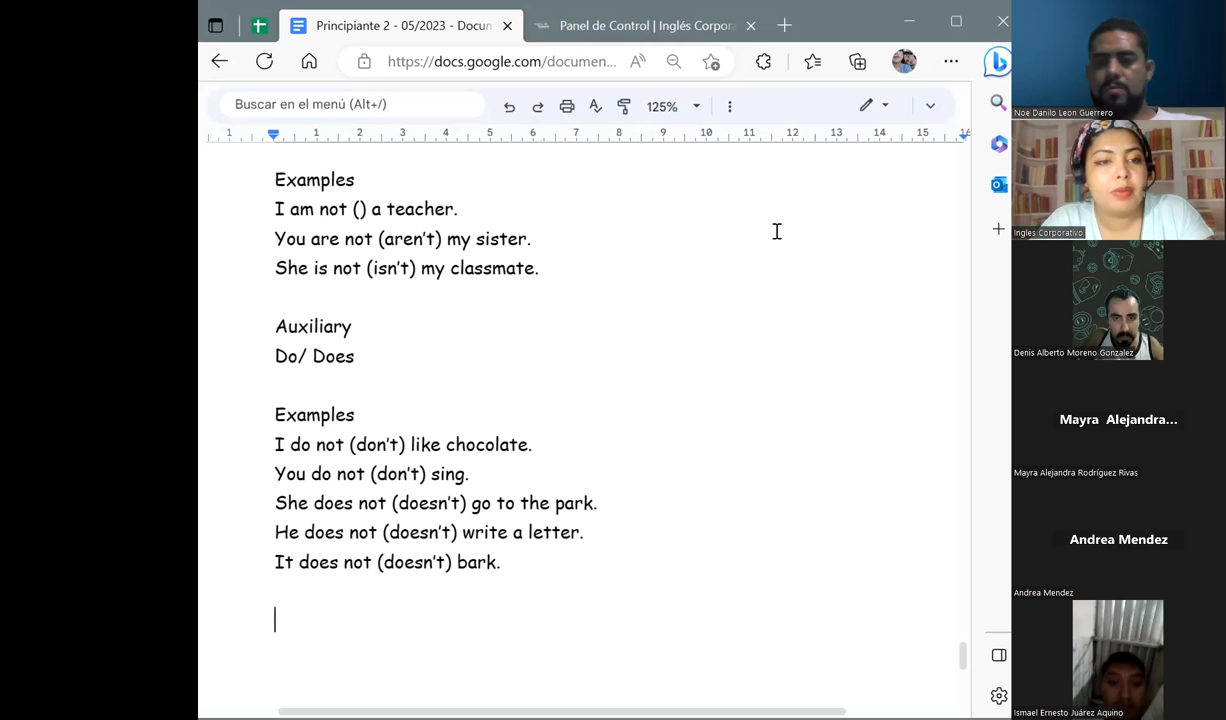 Principiante 2 - 05/2023 - Docum
Panel de Control | Inglés Corpora
https://docs.google.com/documen...
Buscar en el menú (Alt+/)
125%
1 1 2 3 4 5 6 7 8 9 10 11 12 13 14 15 16
Examples
I am not () a teacher.
You are not (aren't) my sister.
She is not (isn't) my classmate.
Auxiliary
Do/ Does
Examples
I do not (don't) like chocolate.
You do not (don't) sing.
She does not (doesn't) go to the park.
He does not (doesn't) write a letter.
It does not (doesn't) bark.
Noe Danilo Leon Guerrero
Ingles Corporativo
Denis Alberto Moreno Gonzalez
Mayra Alejandra...
Mayra Alejandra Rodríguez Rivas
Andrea Mendez
Andrea Mendez
Ismael Ernesto Juárez Aquino